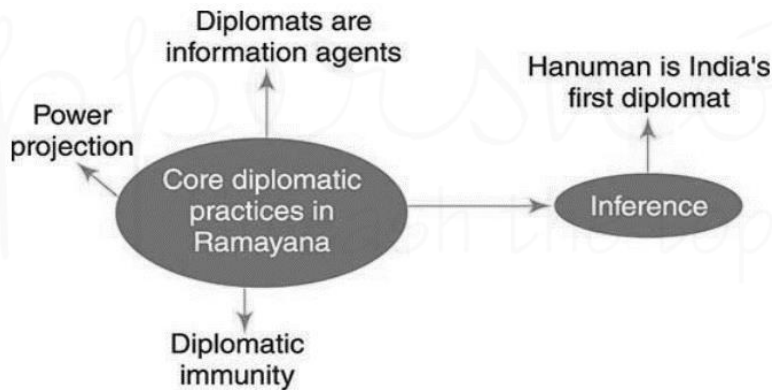 Diplomats are
information agents
Hanuman is India's
first diplomat
Power
projection
Core diplomatic
practices in
Ramayana
Inference
Diplomatic
immunity